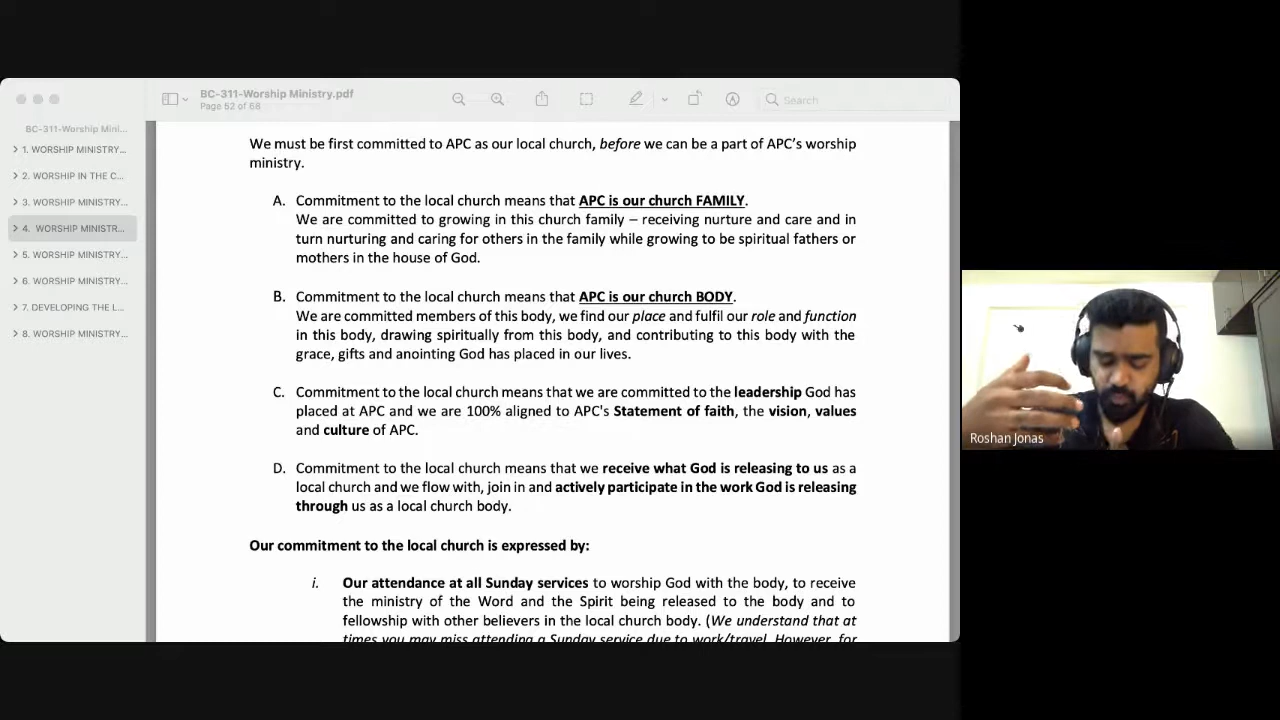 BC-311-Worship Ministry.pdf
Page 52 of 68
Search
BC-311-Worship Mini...
1. WORSHIP MINISTRY...
2. WORSHIP IN THE C...
3. WORSHIP MINISTRY...
4. WORSHIP MINISTR...
5. WORSHIP MINISTRY...
6. WORSHIP MINISTRY...
7. DEVELOPING THE L...
8. WORSHIP MINISTRY...
We must be first committed to APC as our local church, before we can be a part of APC's worship
ministry.
A. Commitment to the local church means that APC is our church FAMILY.
We are committed to growing in this church family – receiving nurture and care and in
turn nurturing and caring for others in the family while growing to be spiritual fathers or
mothers in the house of God.
B. Commitment to the local church means that APC is our church BODY.
We are committed members of this body, we find our place and fulfil our role and function
in this body, drawing spiritually from this body, and contributing to this body with the
grace, gifts and anointing God has placed in our lives.
C. Commitment to the local church means that we are committed to the leadership God has
placed at APC and we are 100% aligned to APC's Statement of faith, the vision, values
and culture of APC.
D. Commitment to the local church means that we receive what God is releasing to us as a
local church and we flow with, join in and actively participate in the work God is releasing
through us as a local church body.
Our commitment to the local church is expressed by:
i. Our attendance at all Sunday services to worship God with the body, to receive
the ministry of the Word and the Spirit being released to the body and to
fellowship with other believers in the local church body. (We understand that at
times you may miss attending a Sunday service due to work/travel. However, for
Roshan Jonas